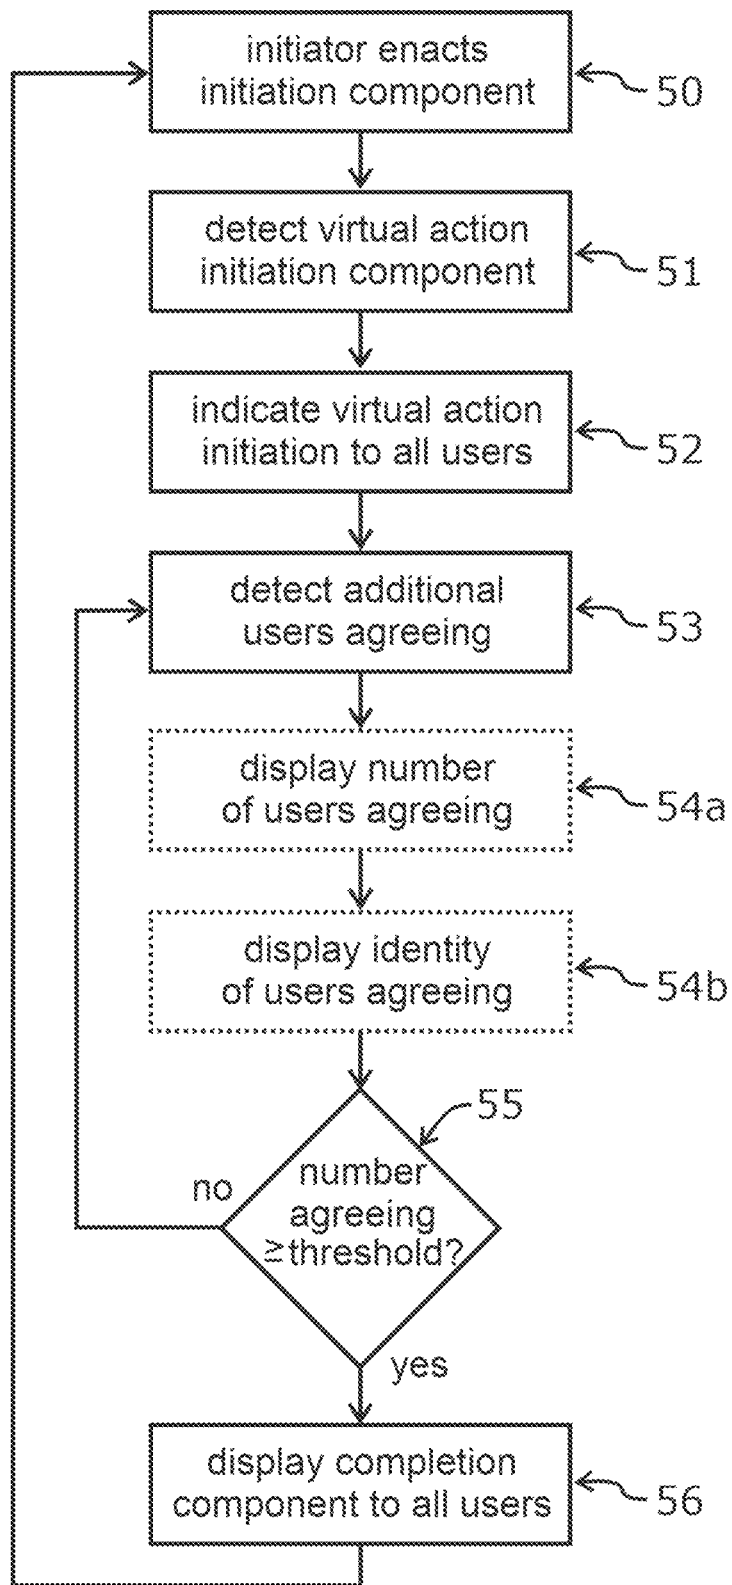 initiator enacts
initiation component
50
detect virtual action
initiation component
51
indicate virtual action
initiation to all users
52
detect additional
users agreeing
53
display number
of users agreeing
54a
display identity
of users agreeing
54b
55
number
agreeing
≥threshold?
no
yes
display completion
component to all users
56